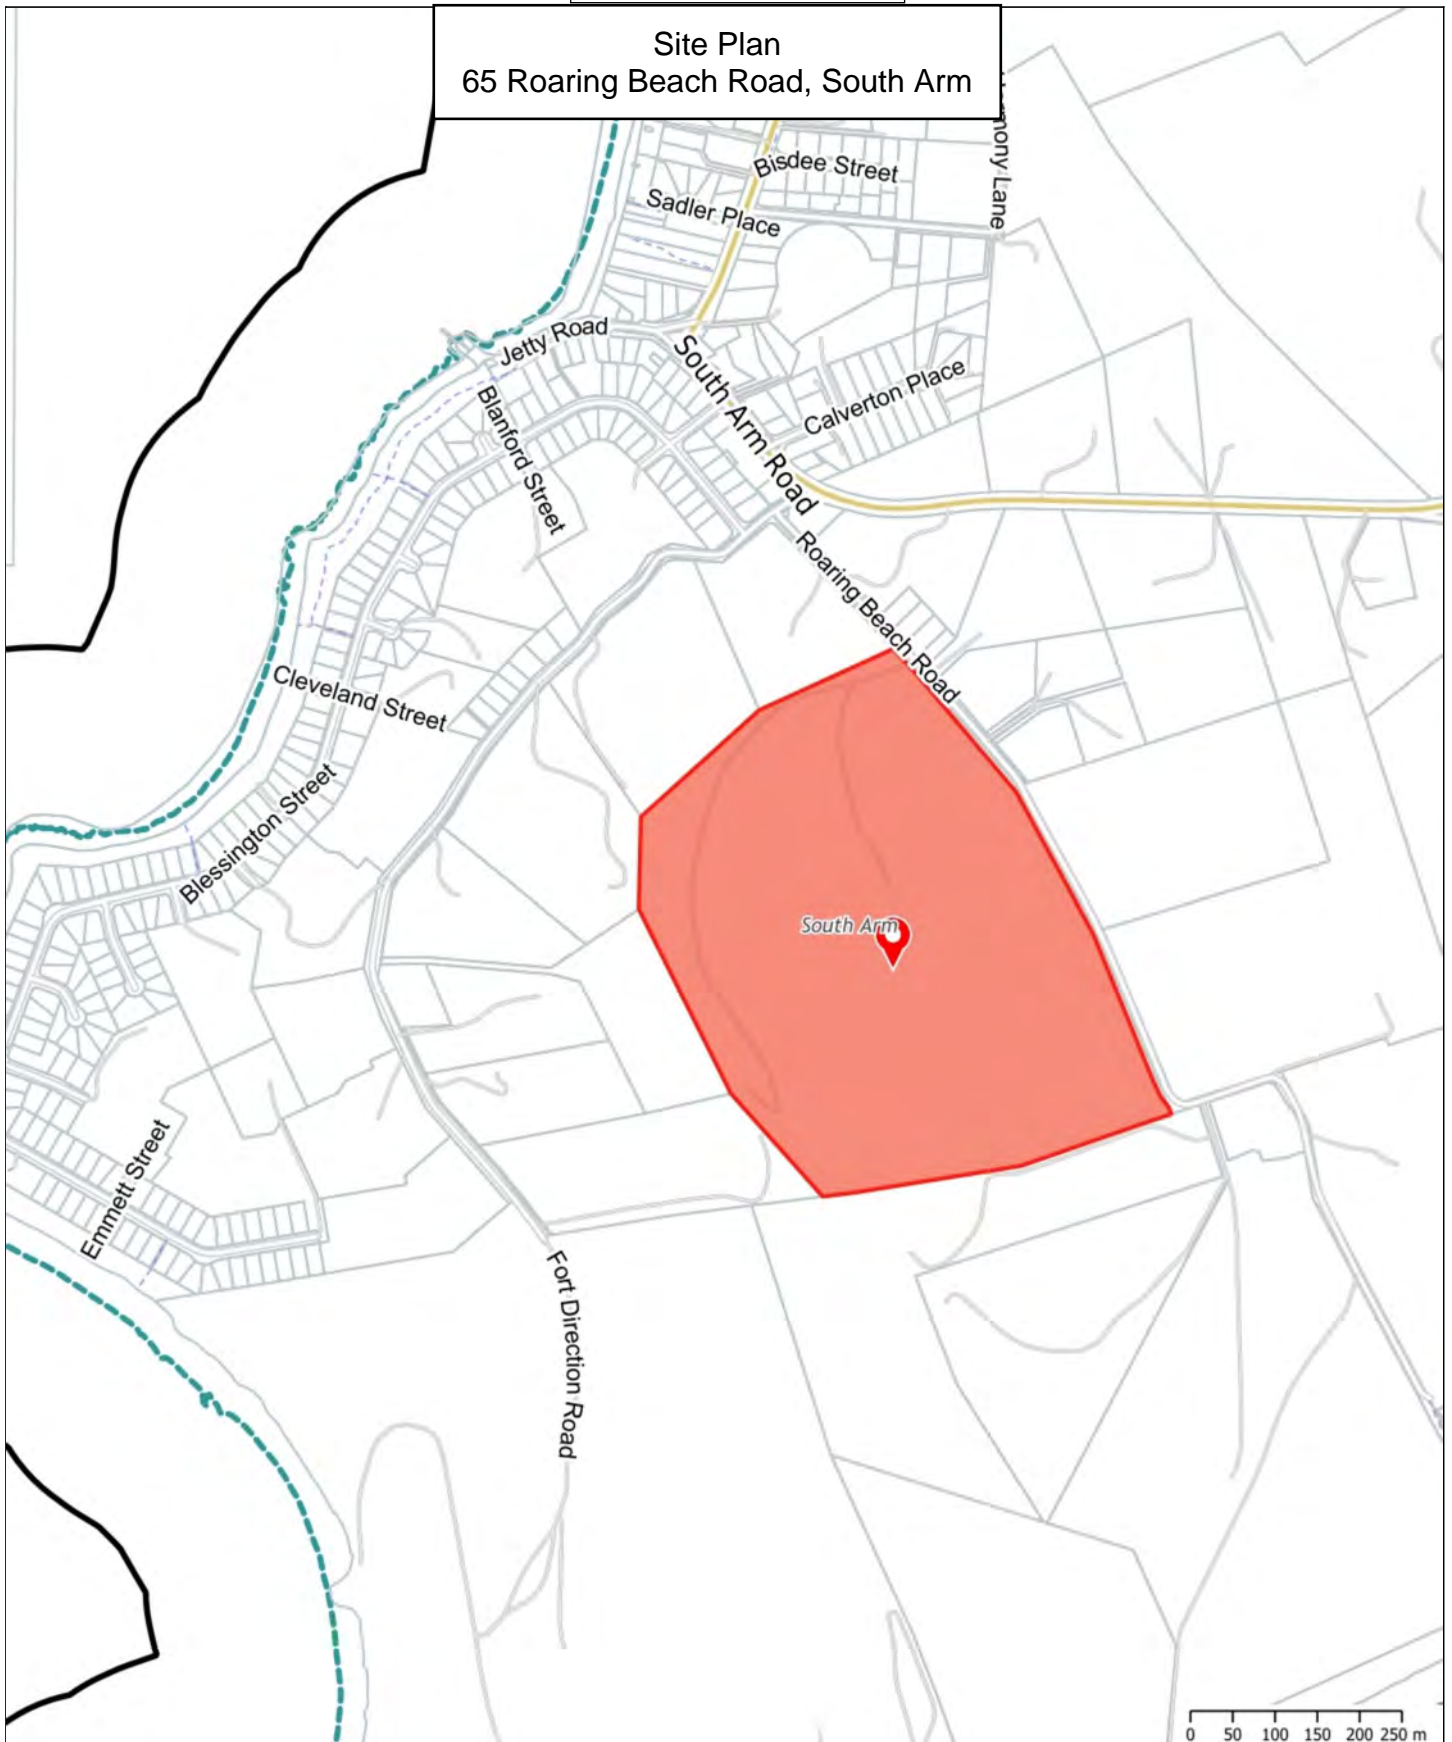 Site Plan
65 Roaring Beach Road, South Arm
Bisdee Street
Sadler Place
Jetty Road
South Arm Road
Calverton Place
Blanford Street
Roaring Beach Road
Cleveland Street
Blessington Street
South Arm
Emmett Street
Fort Direction Road
Lane
0 50 100 150 200 250 m